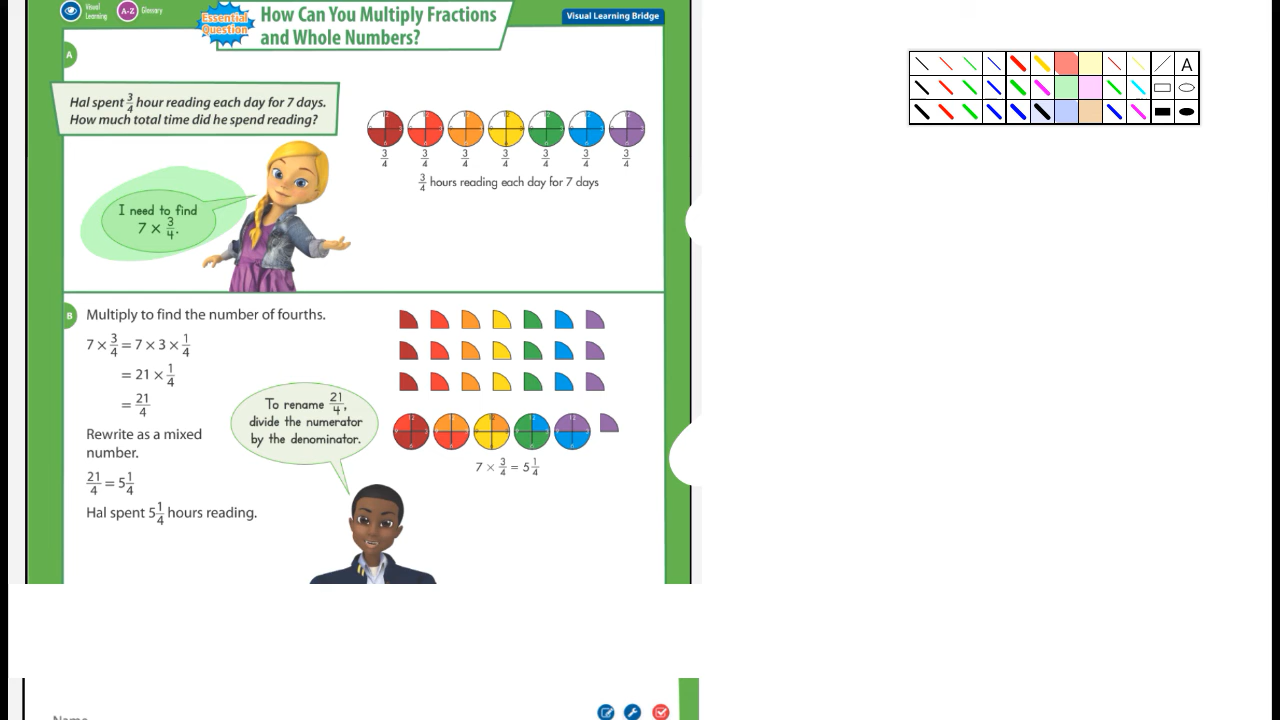 Visual
Learning
A-Z Glossary
Essential
Question
How Can You Multiply Fractions
and Whole Numbers?
Visual Learning Bridge
A
Hal spent 3/4 hour reading each day for 7 days.
How much total time did he spend reading?
3/4 3/4 3/4 3/4 3/4 3/4 3/4
3/4 hours reading each day for 7 days
I need to find
7 × 3/4.
B
Multiply to find the number of fourths.
7 × 3/4 = 7 × 3 × 1/4
= 21 × 1/4
= 21/4
Rewrite as a mixed
number.
21/4 = 5 1/4
Hal spent 5 1/4 hours reading.
To rename 21/4,
divide the numerator
by the denominator.
7 × 3/4 = 5 1/4
A
Name